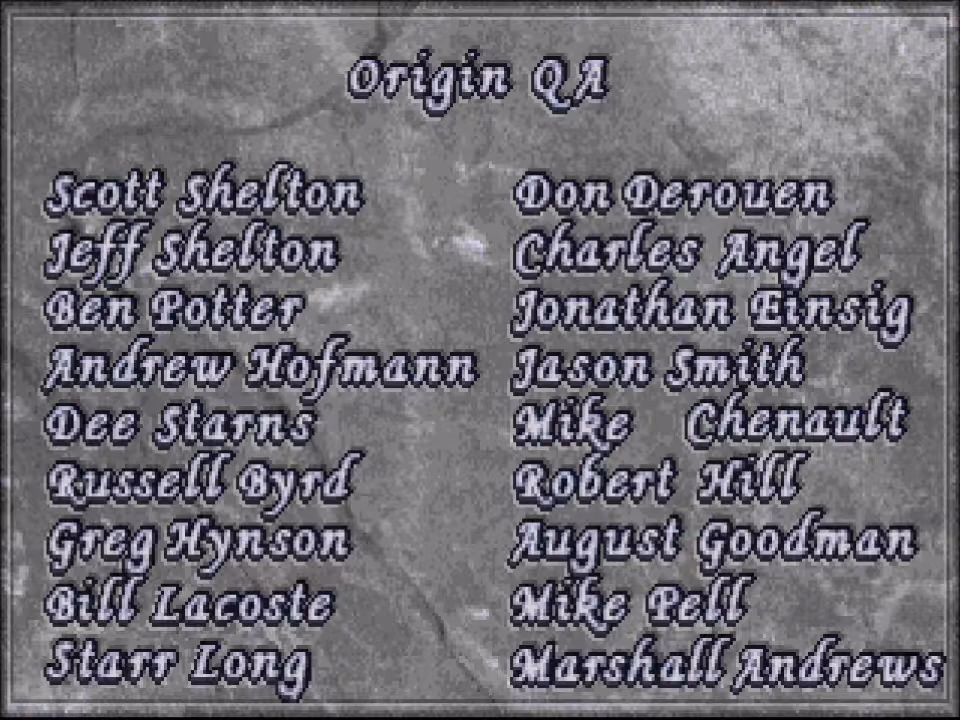 Origin QA
Scott Shelton
Jeff Shelton
Ben Potter
Andrew Hofmann
Dee Starns
Russell Byrd
Greg Hynson
Bill Lacoste
Starr Long
Don Derouen
Charles Angel
Jonathan Einsig
Jason Smith
Mike Chenault
Robert Hill
August Goodman
Mike Pell
Marshall Andrews